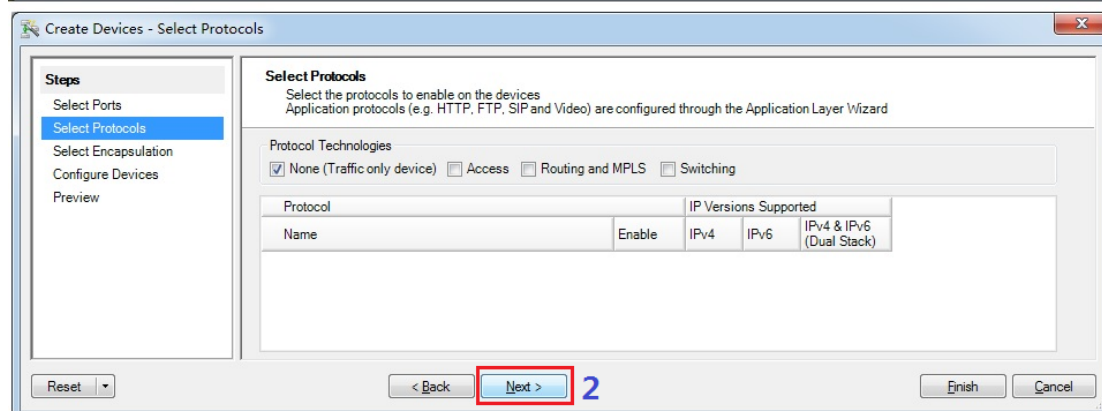 Create Devices - Select Protocols
Steps
Select Ports
Select Protocols
Select Encapsulation
Configure Devices
Preview
Select Protocols
Select the protocols to enable on the devices
Application protocols (e.g. HTTP, FTP, SIP and Video) are configured through the Application Layer Wizard
Protocol Technologies
None (Traffic only device) Access Routing and MPLS Switching
Protocol IP Versions Supported
Name Enable IPv4 IPv6 IPv4 & IPv6
(Dual Stack)
Reset < Back Next > 2 Finish Cancel